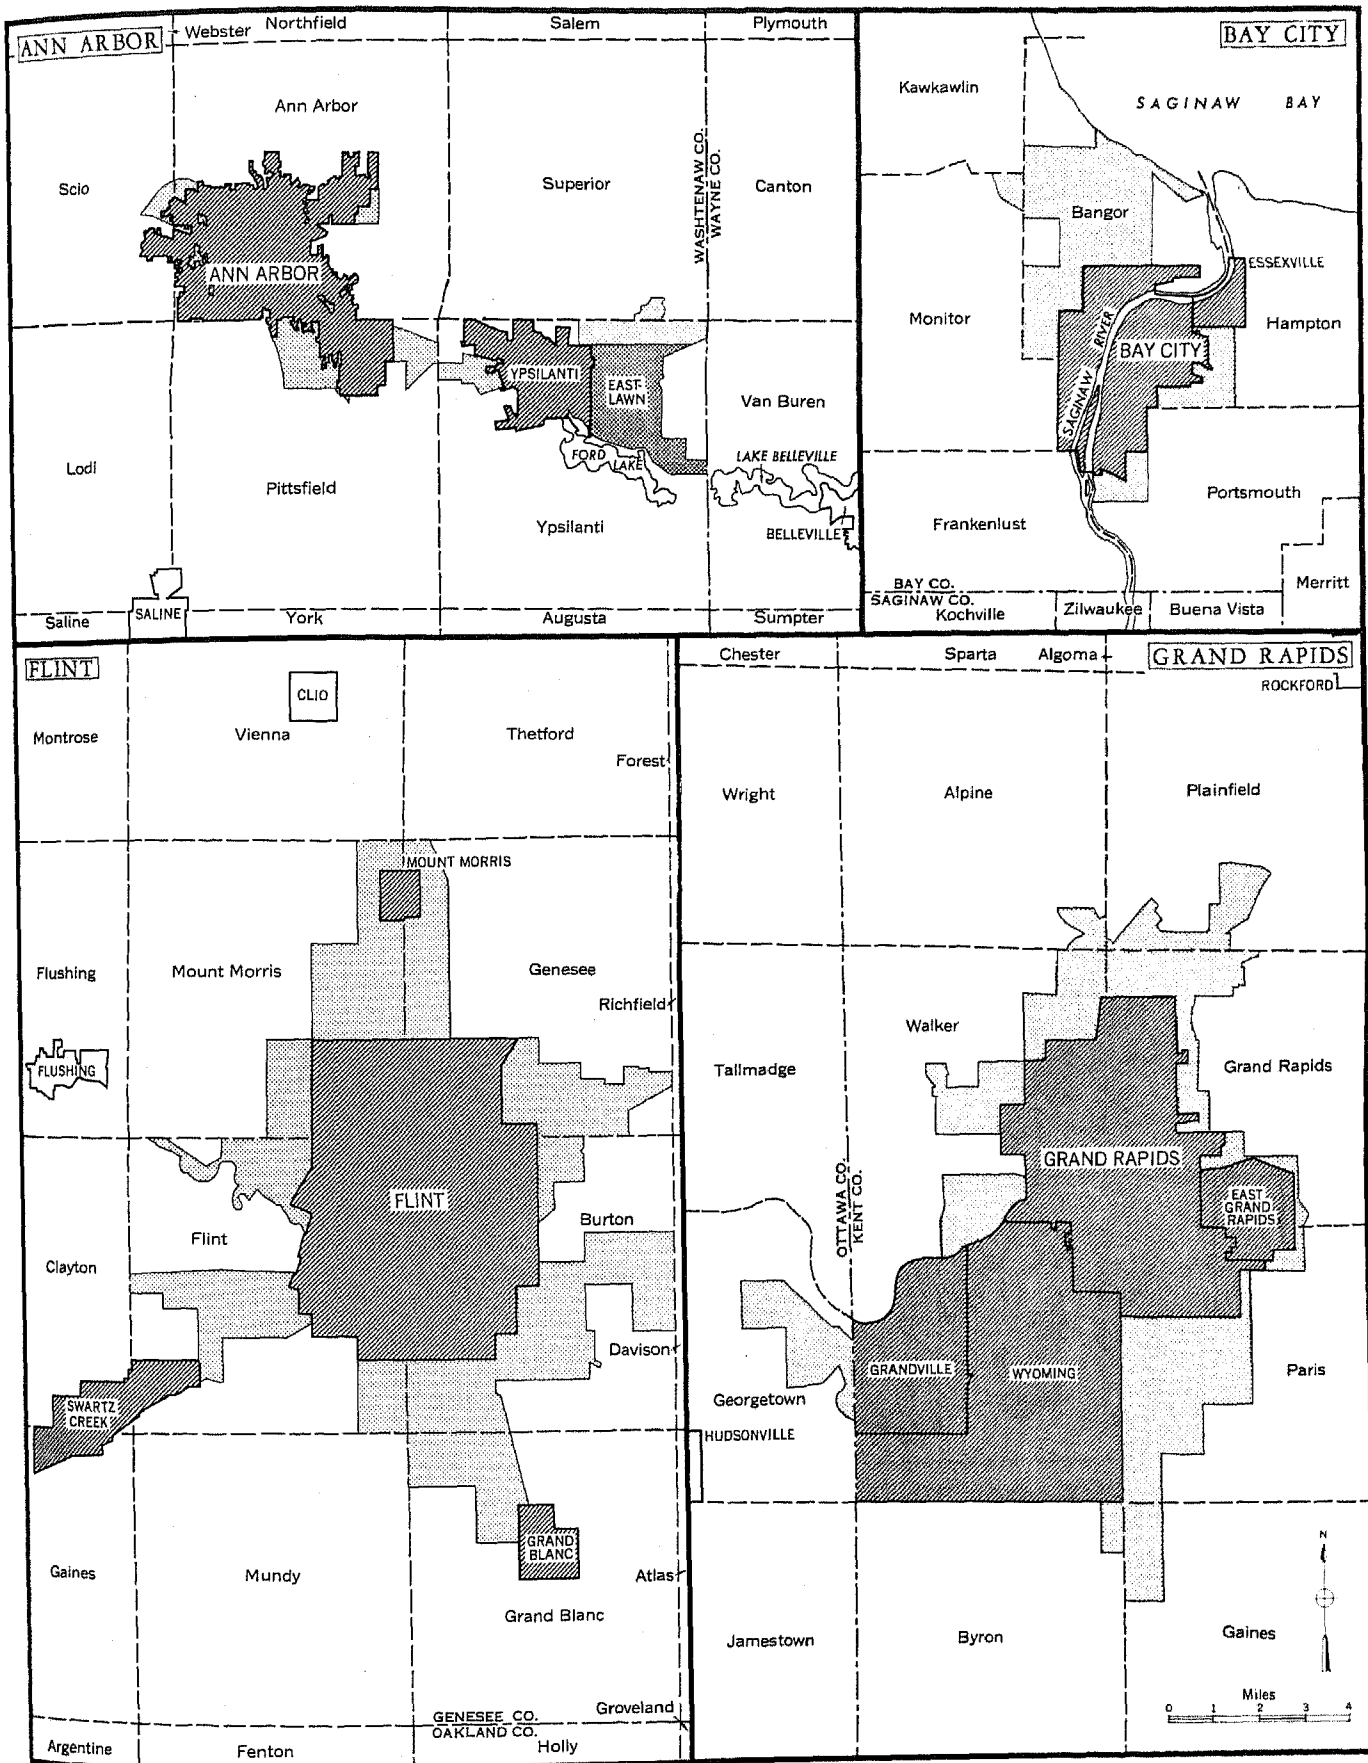 ANN ARBOR
Webster
Northfield
Salem
Plymouth
Ann Arbor
Scio
Superior
Canton
WASHTENAW CO.
WAYNE CO.
ANN ARBOR
YPSILANTI
EAST-
LAWN
Van Buren
FORD
LAKE
LAKE BELLEVILLE
BELLEVILLE
Lodi
Pittsfield
Ypsilanti
SALINE
Saline
York
Augusta
Sumpter
BAY CITY
Kawkawlin
SAGINAW BAY
Bangor
ESSEXVILLE
Monitor
Hampton
SAGINAW RIVER
BAY CITY
Portsmouth
Frankenlust
Merritt
BAY CO.
SAGINAW CO.
Kochville
Zilwaukee
Buena Vista
FLINT
CLIO
Montrose
Vienna
Thetford
Forest
MOUNT MORRIS
Flushing
Mount Morris
Genesee
Richfield
FLUSHING
FLINT
Burton
Flint
Clayton
Davison
SWARTZ
CREEK
GRAND
BLANC
Gaines
Mundy
Atlas
Grand Blanc
Groveland
GENESEE CO.
OAKLAND CO.
Argentine
Fenton
Holly
GRAND RAPIDS
Chester
Sparta
Algoma
ROCKFORD
Wright
Alpine
Plainfield
Walker
Tallmadge
Grand Rapids
GRAND RAPIDS
OTTAWA CO.
KENT CO.
EAST
GRAND
RAPIDS
GRANDVILLE
WYOMING
Paris
Georgetown
HUDSONVILLE
N
Jamestown
Byron
Gaines
Miles
0 1 2 3 4